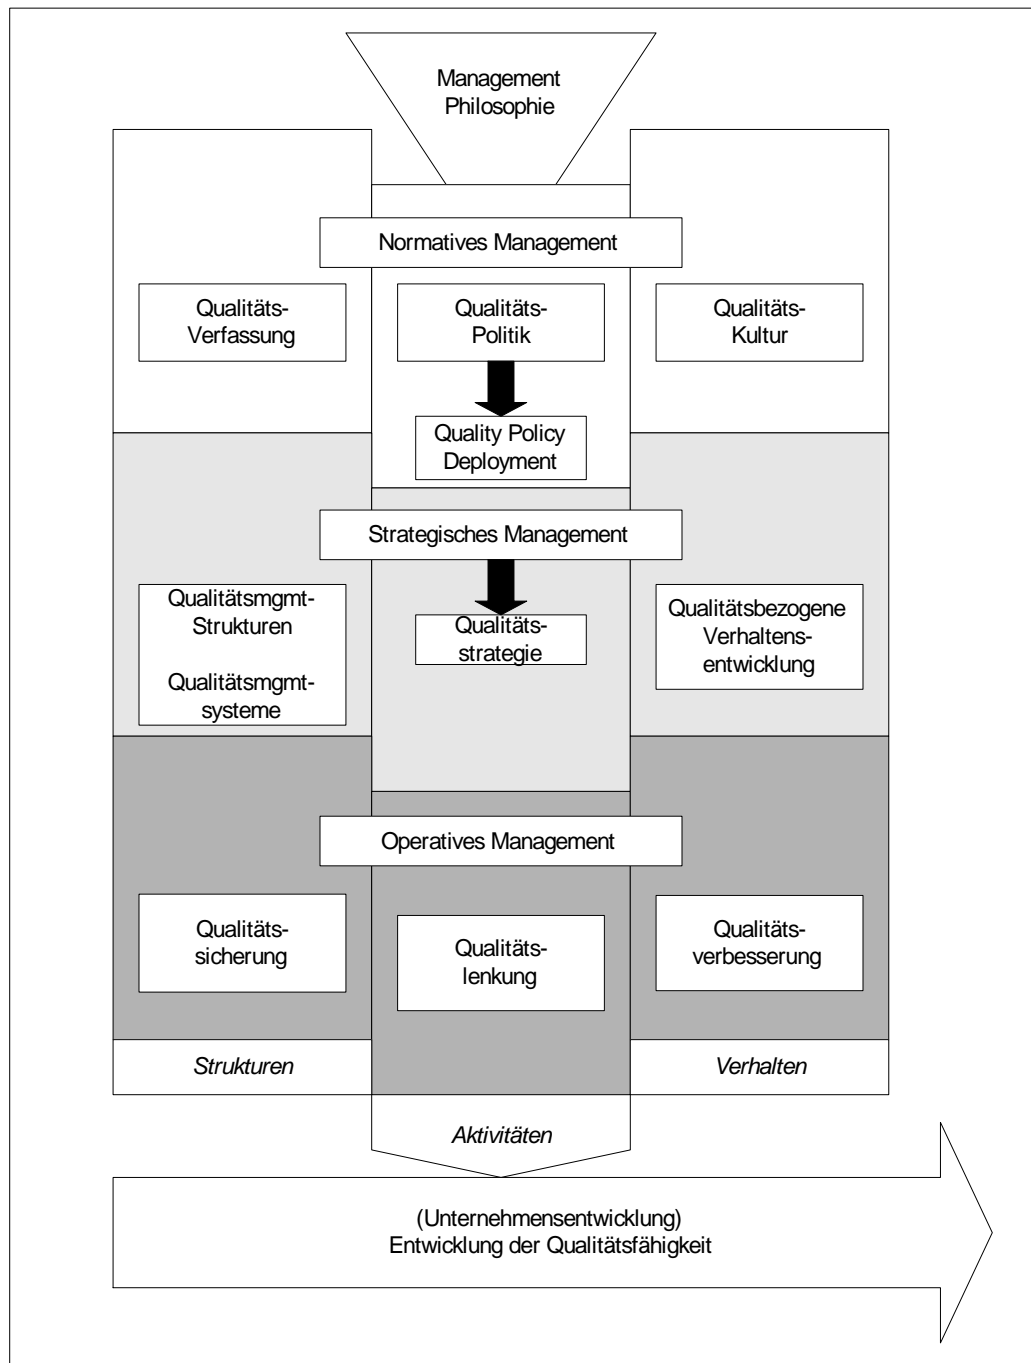 Management
Philosophie
Normatives Management
Qualitäts-
Verfassung
Qualitäts-
Politik
Qualitäts-
Kultur
Quality Policy
Deployment
Strategisches Management
Qualitätsmgmt-
Strukturen
Qualitätsmgmt-
systeme
Qualitäts-
strategie
Qualitätsbezogene
Verhaltens-
entwicklung
Operatives Management
Qualitäts-
sicherung
Qualitäts-
lenkung
Qualitäts-
verbesserung
Strukturen
Aktivitäten
Verhalten
(Unternehmensentwicklung)
Entwicklung der Qualitätsfähigkeit